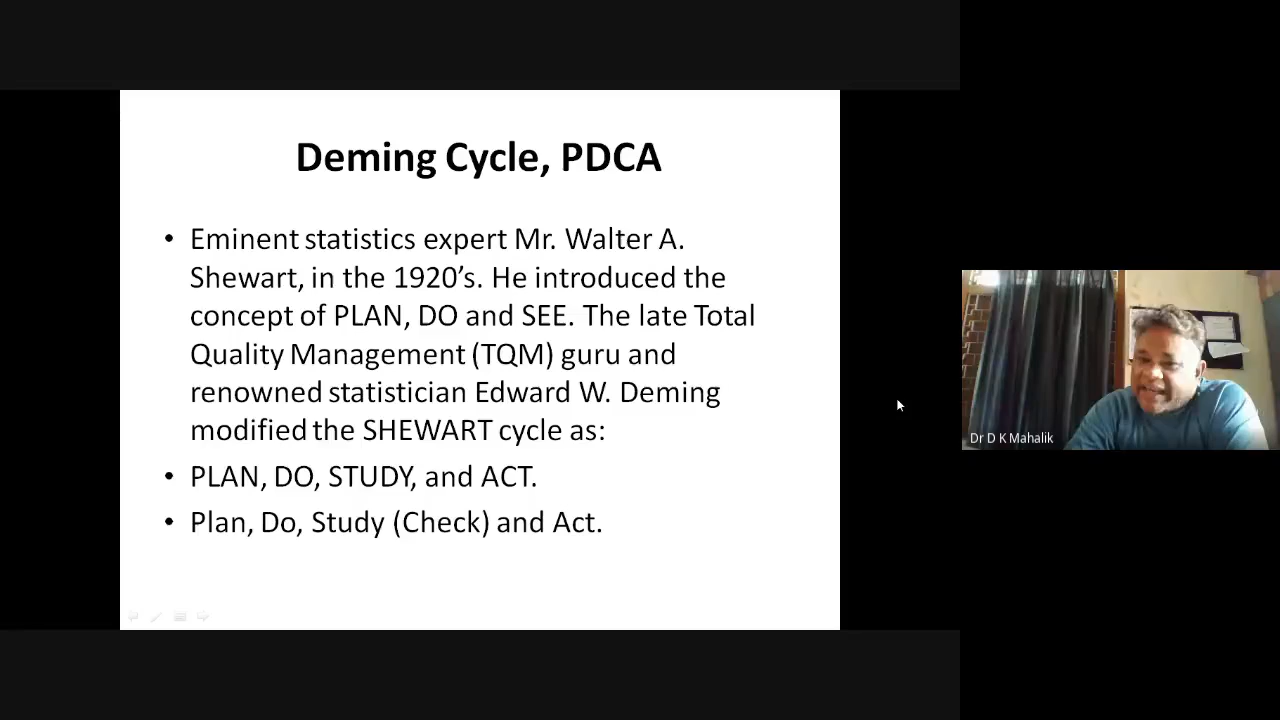 Deming Cycle, PDCA
• Eminent statistics expert Mr. Walter A.
Shewart, in the 1920’s. He introduced the
concept of PLAN, DO and SEE. The late Total
Quality Management (TQM) guru and
renowned statistician Edward W. Deming
modified the SHEWART cycle as:
• PLAN, DO, STUDY, and ACT.
• Plan, Do, Study (Check) and Act.
Dr D K Mahalik